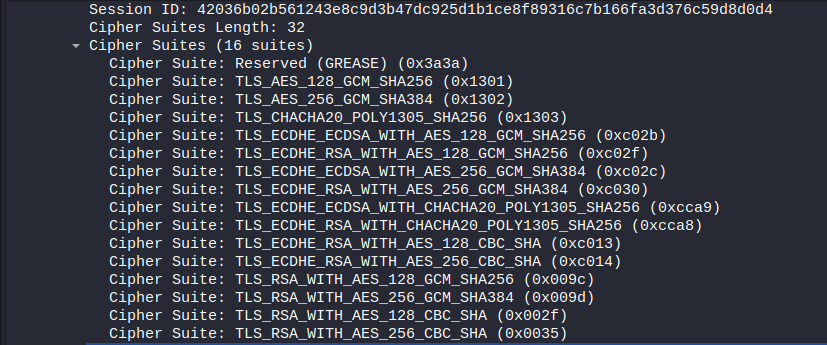 Session ID: 42036b02b561243e8c9d3b47dc925d1b1ce8f89316c7b166fa3d376c59d8d0d4
Cipher Suites Length: 32
Cipher Suites (16 suites)
Cipher Suite: Reserved (GREASE) (0x3a3a)
Cipher Suite: TLS_AES_128_GCM_SHA256 (0x1301)
Cipher Suite: TLS_AES_256_GCM_SHA384 (0x1302)
Cipher Suite: TLS_CHACHA20_POLY1305_SHA256 (0x1303)
Cipher Suite: TLS_ECDHE_ECDSA_WITH_AES_128_GCM_SHA256 (0xc02b)
Cipher Suite: TLS_ECDHE_RSA_WITH_AES_128_GCM_SHA256 (0xc02f)
Cipher Suite: TLS_ECDHE_ECDSA_WITH_AES_256_GCM_SHA384 (0xc02c)
Cipher Suite: TLS_ECDHE_RSA_WITH_AES_256_GCM_SHA384 (0xc030)
Cipher Suite: TLS_ECDHE_ECDSA_WITH_CHACHA20_POLY1305_SHA256 (0xcca9)
Cipher Suite: TLS_ECDHE_RSA_WITH_CHACHA20_POLY1305_SHA256 (0xcca8)
Cipher Suite: TLS_ECDHE_RSA_WITH_AES_128_CBC_SHA (0xc013)
Cipher Suite: TLS_ECDHE_RSA_WITH_AES_256_CBC_SHA (0xc014)
Cipher Suite: TLS_RSA_WITH_AES_128_GCM_SHA256 (0x009c)
Cipher Suite: TLS_RSA_WITH_AES_256_GCM_SHA384 (0x009d)
Cipher Suite: TLS_RSA_WITH_AES_128_CBC_SHA (0x002f)
Cipher Suite: TLS_RSA_WITH_AES_256_CBC_SHA (0x0035)